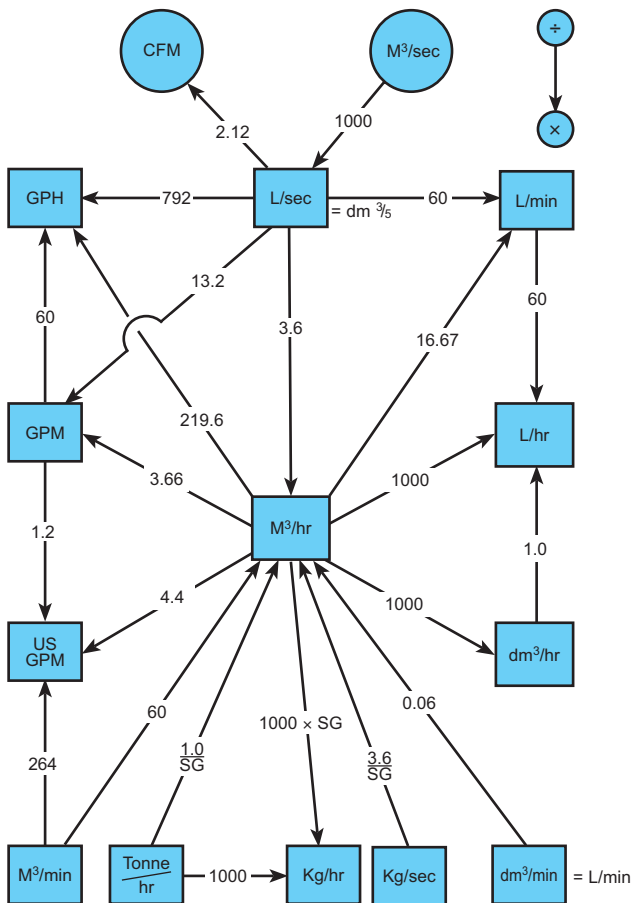 CFM
M³/sec
÷
2.12
1000
×
GPH
792
L/sec
60
L/min
= dm ³⁄₅
13.2
60
3.6
16.67
60
219.6
GPM
L/hr
3.66
1000
M³/hr
1.2
1.0
4.4
1000
US
GPM
dm³/hr
60
1000 × SG
0.06
1.0
SG
3.6
SG
264
M³/min
Tonne
hr
1000
Kg/hr
Kg/sec
dm³/min
= L/min